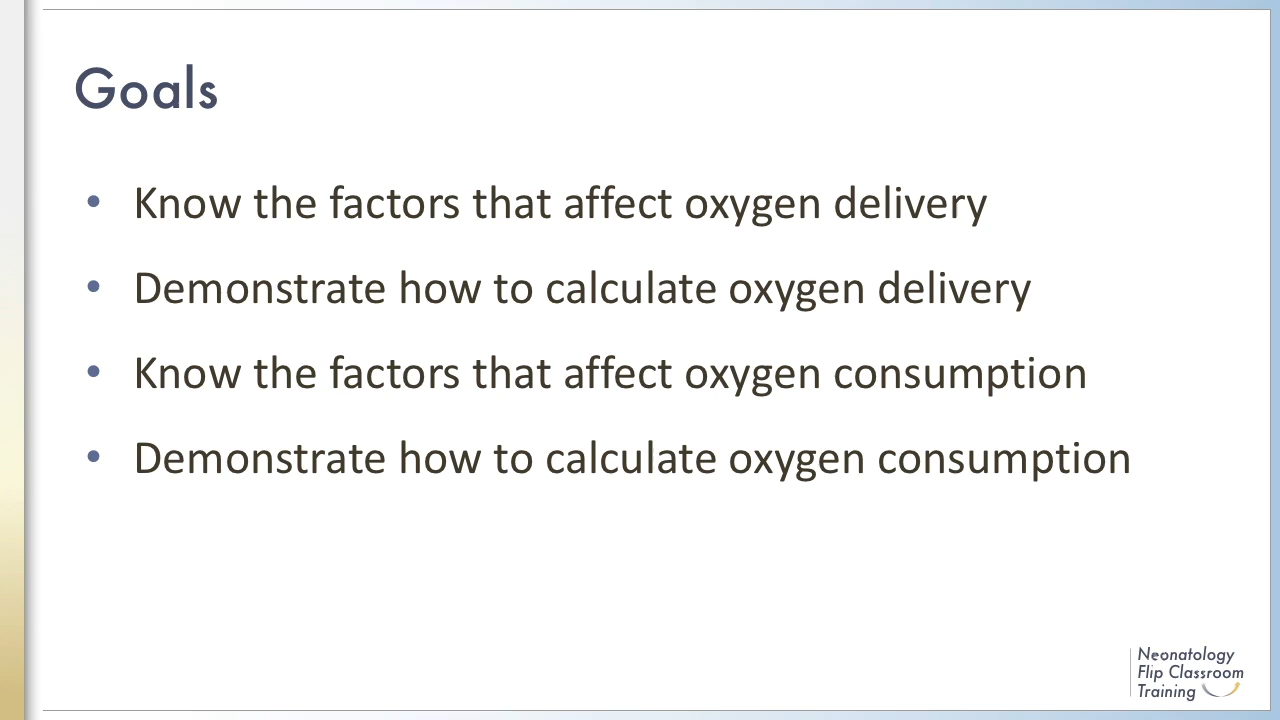 Goals
• Know the factors that affect oxygen delivery
• Demonstrate how to calculate oxygen delivery
• Know the factors that affect oxygen consumption
• Demonstrate how to calculate oxygen consumption
Neonatology
Flip Classroom
Training